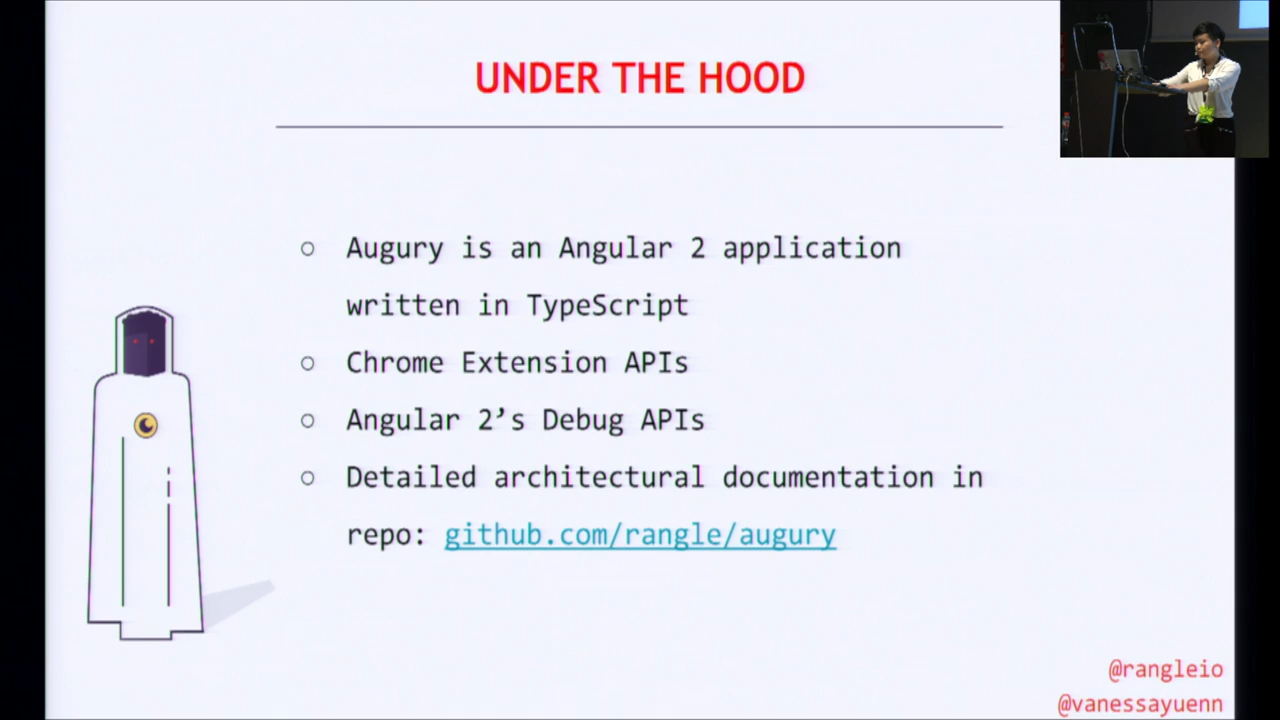 UNDER THE HOOD
○ Augury is an Angular 2 application
written in TypeScript
○ Chrome Extension APIs
○ Angular 2’s Debug APIs
○ Detailed architectural documentation in
repo: github.com/rangle/augury
@rangleio
@vanessayuenn